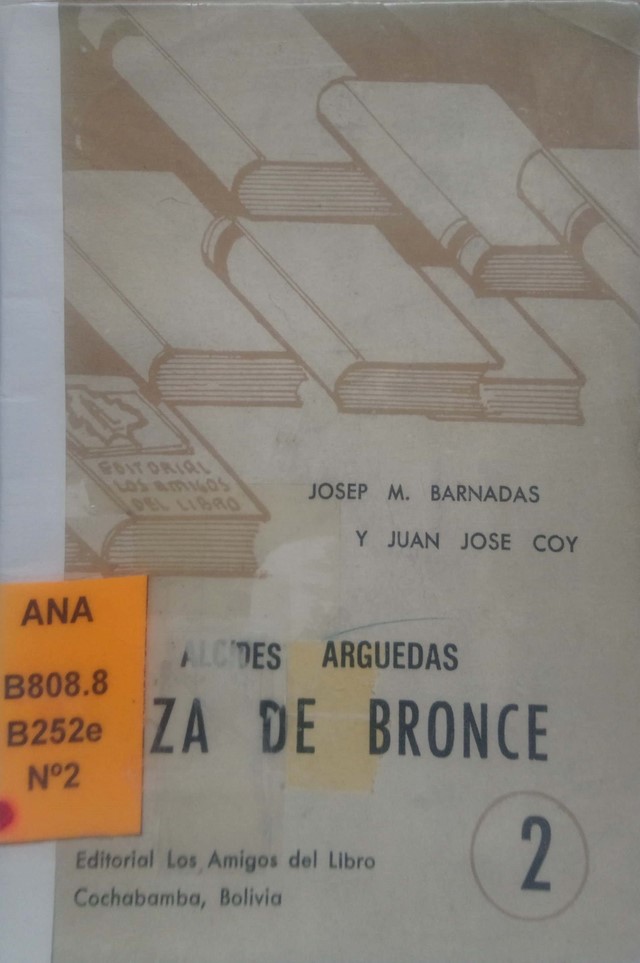 EDITORIAL
LOS AMIGOS
DEL LIBRO
JOSEP M. BARNADAS
Y JUAN JOSE COY
ANA
B808.8
B252e
Nº2
ALCIDES ARGUEDAS
ZA DE BRONCE
2
Editorial Los Amigos del Libro
Cochabamba, Bolivia